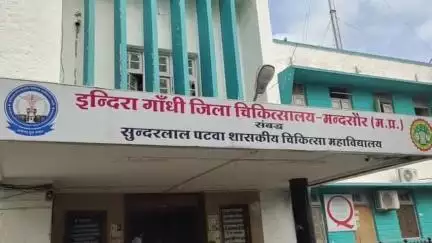 इन्दिरा गाँधी जिला चिकित्सालय-मन्दसौर (म.प्र.)
संबद्ध
सुन्दरलाल पटवा शासकीय चिकित्सा महाविद्यालय